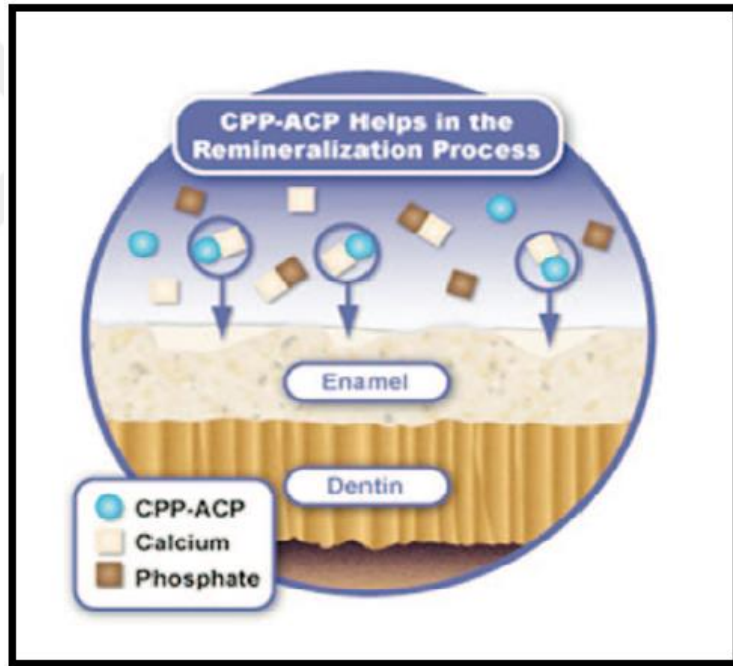 CPP-ACP Helps in the
Remineralization Process
Enamel
Dentin
CPP-ACP
Calcium
Phosphate